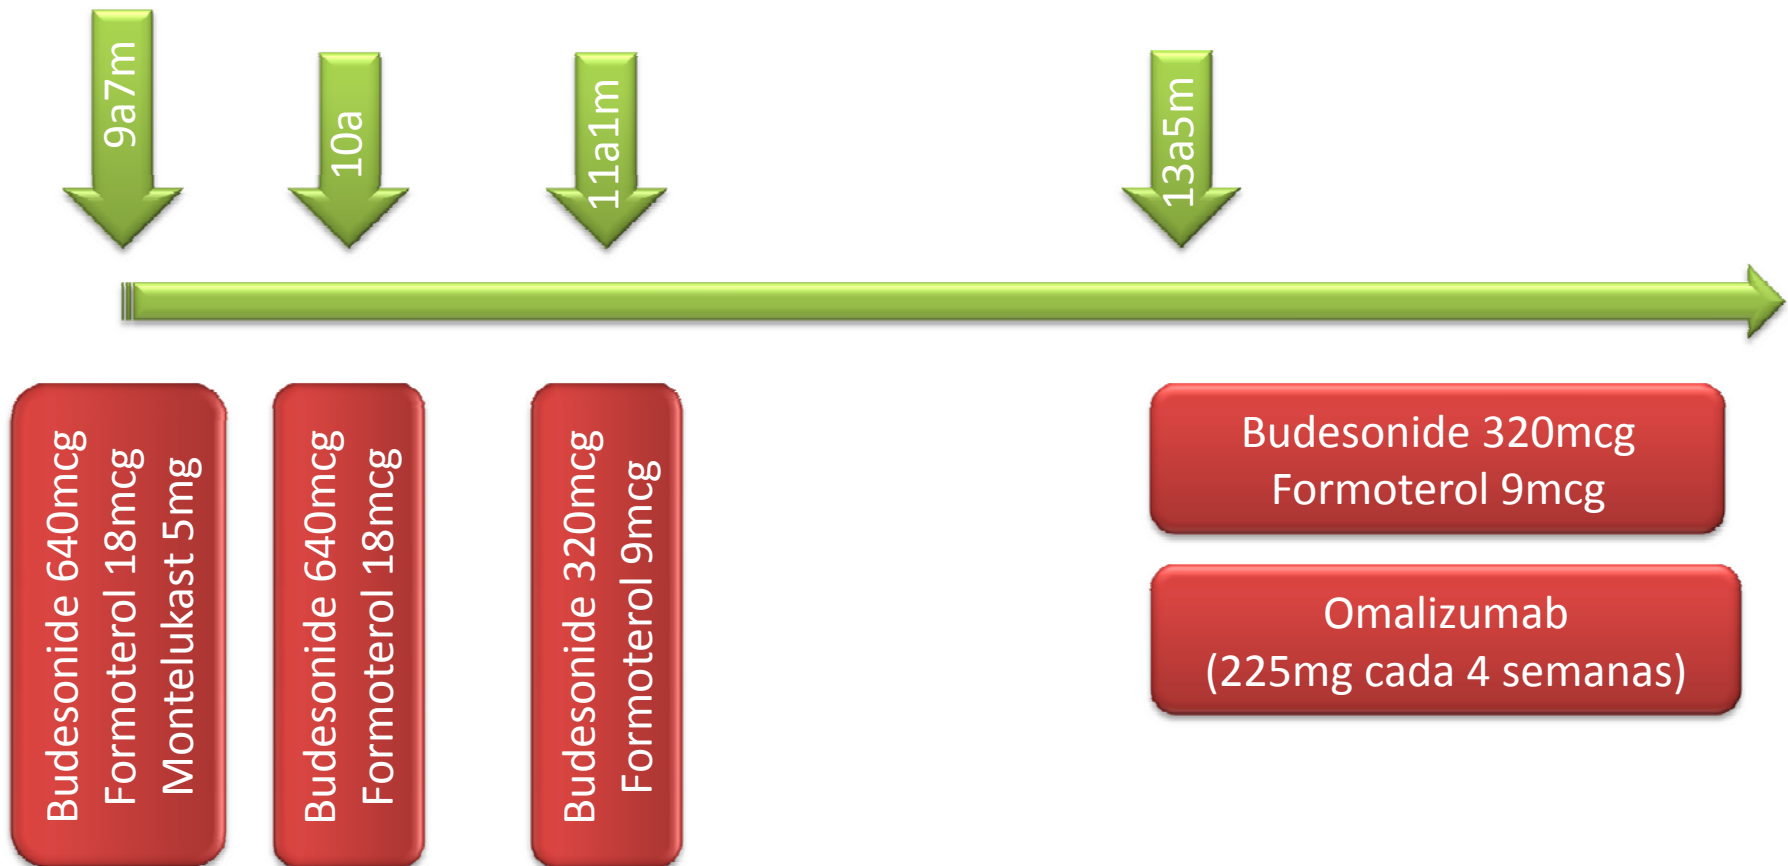 9a7m
10a
11a1m
13a5m
Budesonide 640mcg
Formoterol 18mcg
Montelukast 5mg
Budesonide 640mcg
Formoterol 18mcg
Budesonide 320mcg
Formoterol 9mcg
Budesonide 320mcg
Formoterol 9mcg
Omalizumab
(225mg cada 4 semanas)